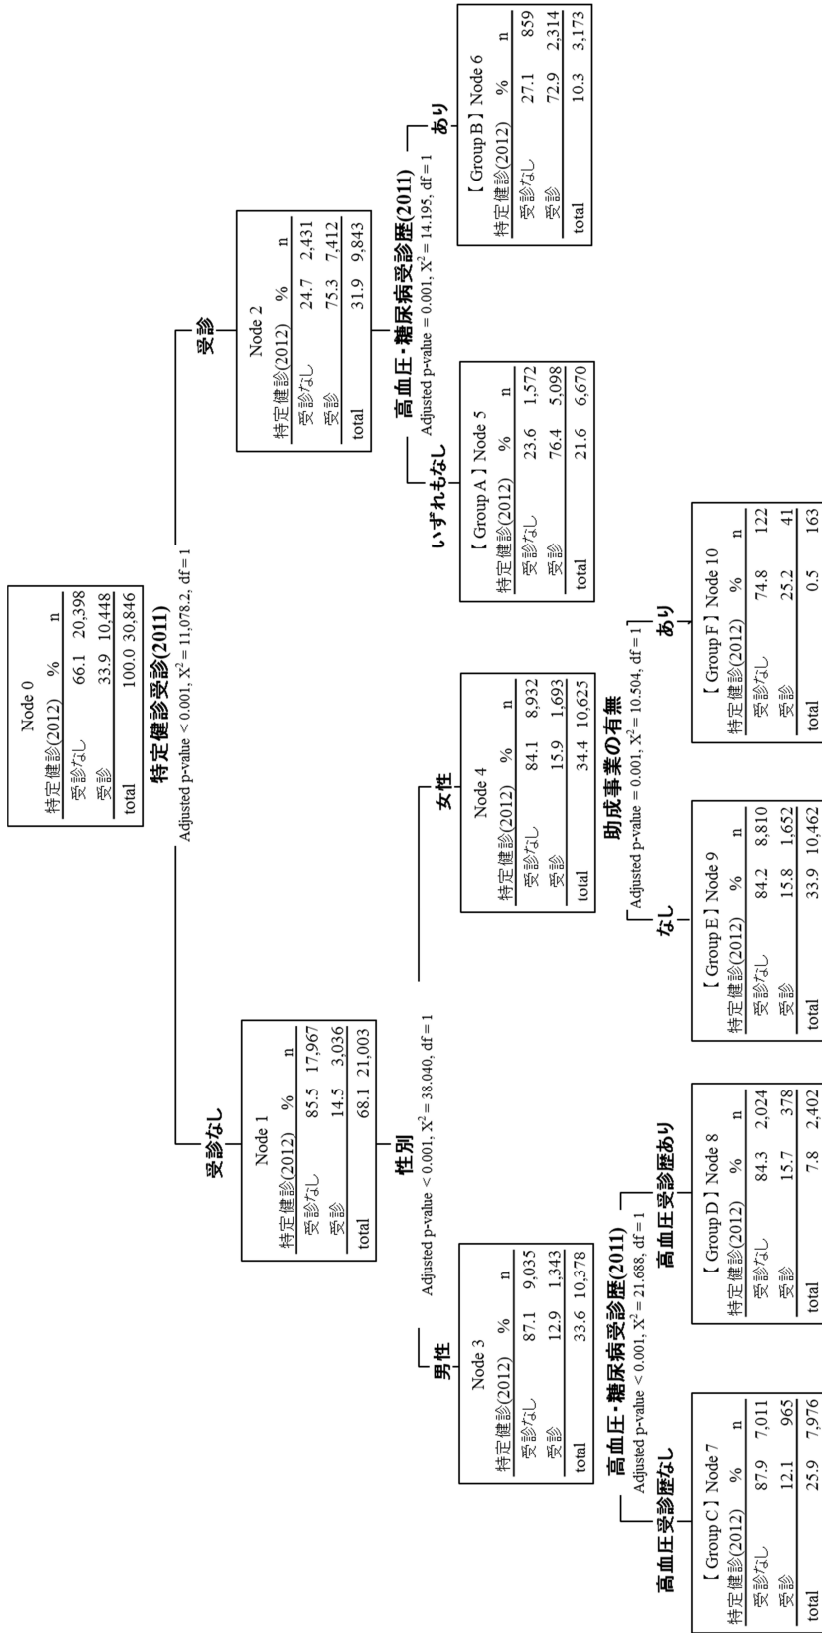 Node 0
特定健診(2012) % n
受診なし 66.1 20,398
受診 33.9 10,448
total 100.0 30,846
特定健診受診(2011)
Adjusted p-value < 0.001, X² = 11,078.2, df = 1
受診なし
受診
Node 1
特定健診(2012) % n
受診なし 85.5 17,967
受診 14.5 3,036
total 68.1 21,003
Node 2
特定健診(2012) % n
受診なし 24.7 2,431
受診 75.3 7,412
total 31.9 9,843
性別
Adjusted p-value < 0.001, X² = 38.040, df = 1
男性
女性
高血圧・糖尿病受診歴(2011)
Adjusted p-value = 0.001, X² = 14.195, df = 1
いずれもなし
あり
Node 3
特定健診(2012) % n
受診なし 87.1 9,035
受診 12.9 1,343
total 33.6 10,378
Node 4
特定健診(2012) % n
受診なし 84.1 8,932
受診 15.9 1,693
total 34.4 10,625
【Group A】Node 5
特定健診(2012) % n
受診なし 23.6 1,572
受診 76.4 5,098
total 21.6 6,670
【Group B】Node 6
特定健診(2012) % n
受診なし 27.1 859
受診 72.9 2,314
total 10.3 3,173
高血圧・糖尿病受診歴(2011)
Adjusted p-value < 0.001, X² = 21.688, df = 1
高血圧受診歴なし
高血圧受診歴あり
助成事業の有無
Adjusted p-value = 0.001, X² = 10.504, df = 1
なし
あり
【Group C】Node 7
特定健診(2012) % n
受診なし 87.9 7,011
受診 12.1 965
total 25.9 7,976
【Group D】Node 8
特定健診(2012) % n
受診なし 84.3 2,024
受診 15.7 378
total 7.8 2,402
【Group E】Node 9
特定健診(2012) % n
受診なし 84.2 8,810
受診 15.8 1,652
total 33.9 10,462
【Group F】Node 10
特定健診(2012) % n
受診なし 74.8 122
受診 25.2 41
total 0.5 163